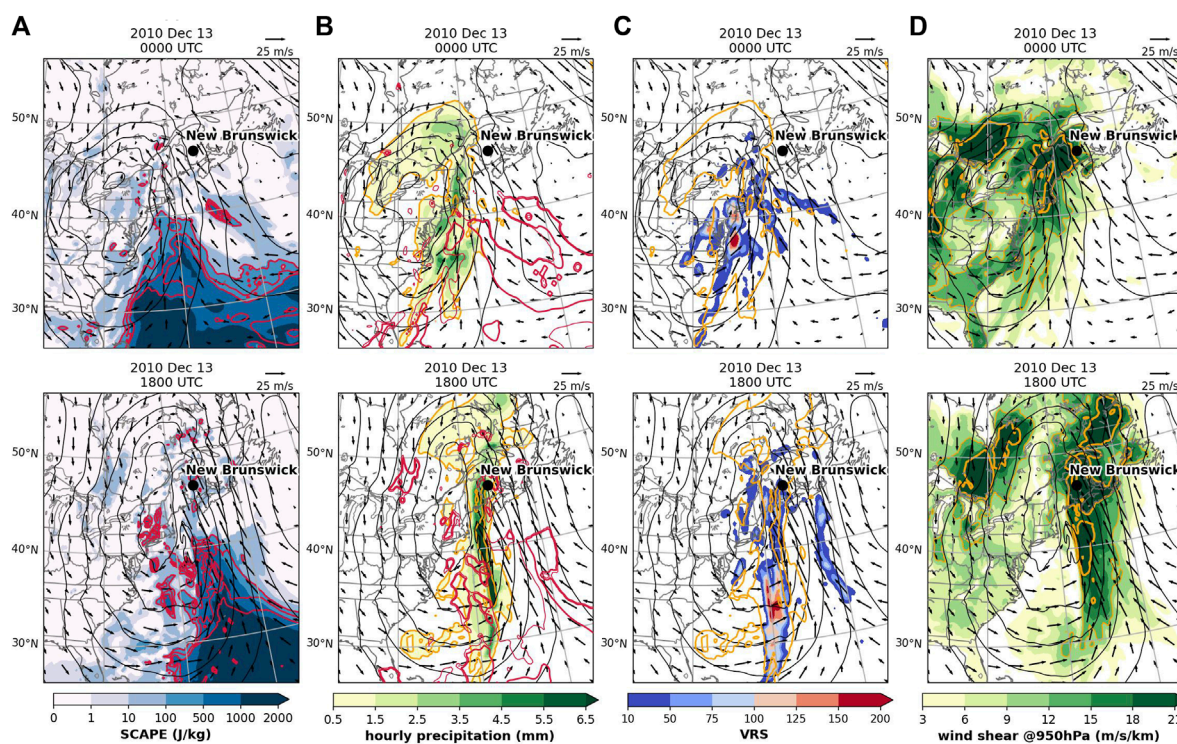 A
B
C
D
2010 Dec 13
0000 UTC
25 m/s
2010 Dec 13
0000 UTC
25 m/s
2010 Dec 13
0000 UTC
25 m/s
2010 Dec 13
0000 UTC
25 m/s
50°N
40°N
30°N
New Brunswick
50°N
40°N
30°N
New Brunswick
50°N
40°N
30°N
New Brunswick
50°N
40°N
30°N
New Brunswick
2010 Dec 13
1800 UTC
25 m/s
2010 Dec 13
1800 UTC
25 m/s
2010 Dec 13
1800 UTC
25 m/s
2010 Dec 13
1800 UTC
25 m/s
50°N
40°N
30°N
New Brunswick
50°N
40°N
30°N
New Brunswick
50°N
40°N
30°N
New Brunswick
50°N
40°N
30°N
New Brunswick
0 1 10 100 500 1000 2000
SCAPE (J/kg)
0.5 1.5 2.5 3.5 4.5 5.5 6.5
hourly precipitation (mm)
10 50 75 100 125 150 200
VRS
3 6 9 12 15 18 21
wind shear @950hPa (m/s/km)